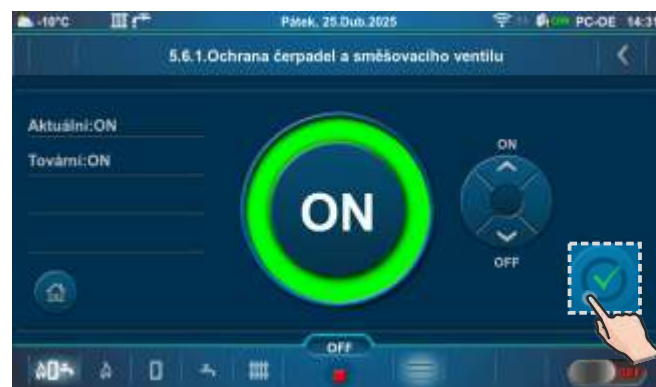 -10°C Pátek, 25.Dub.2025 PC-OE 14:31
5.6.1.Ochrana čerpadel a směšovacího ventilu
Aktuální:ON
Tovární:ON
ON
ON
OFF
OFF
OFF